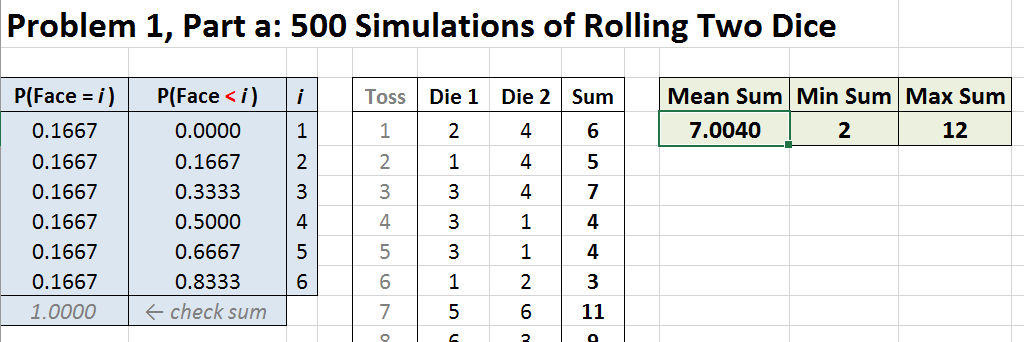 Problem 1, Part a: 500 Simulations of Rolling Two Dice
P(Face = i) P(Face < i) i Toss Die 1 Die 2 Sum Mean Sum Min Sum Max Sum
0.1667 0.0000 1 1 2 4 6 7.0040 2 12
0.1667 0.1667 2 2 1 4 5
0.1667 0.3333 3 3 3 4 7
0.1667 0.5000 4 4 3 1 4
0.1667 0.6667 5 5 3 1 4
0.1667 0.8333 6 6 1 2 3
1.0000 ← check sum 7 5 6 11
8 6 3 9